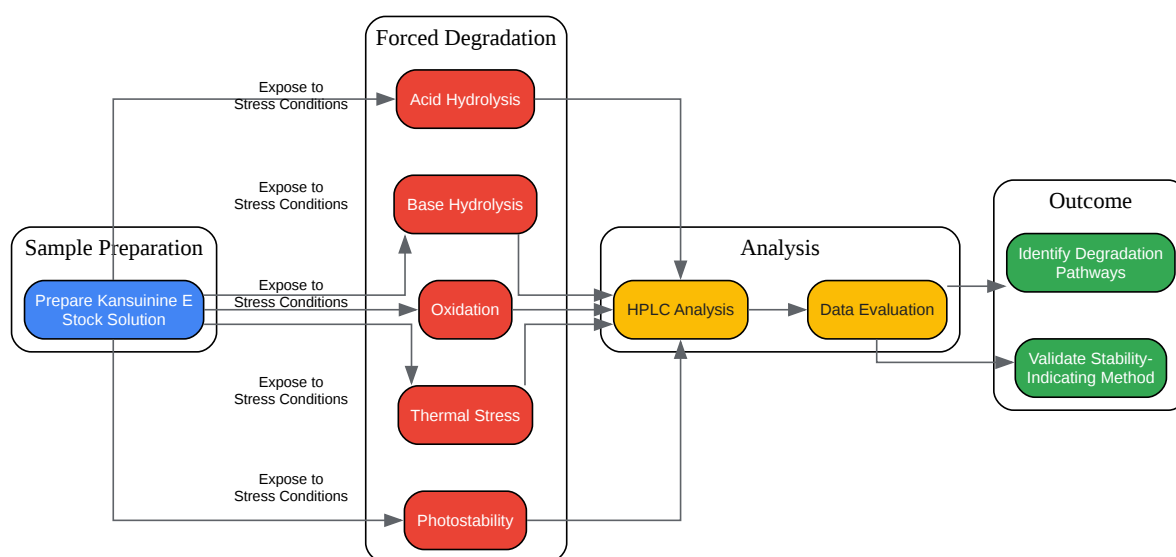 Forced Degradation
Expose to
Stress Conditions
Acid Hydrolysis
Expose to
Stress Conditions
Base Hydrolysis
Sample Preparation
Prepare Kansuinine E
Stock Solution
Expose to
Stress Conditions
Oxidation
Expose to
Stress Conditions
Thermal Stress
Expose to
Stress Conditions
Photostability
Analysis
HPLC Analysis
Data Evaluation
Outcome
Identify Degradation
Pathways
Validate Stability-
Indicating Method